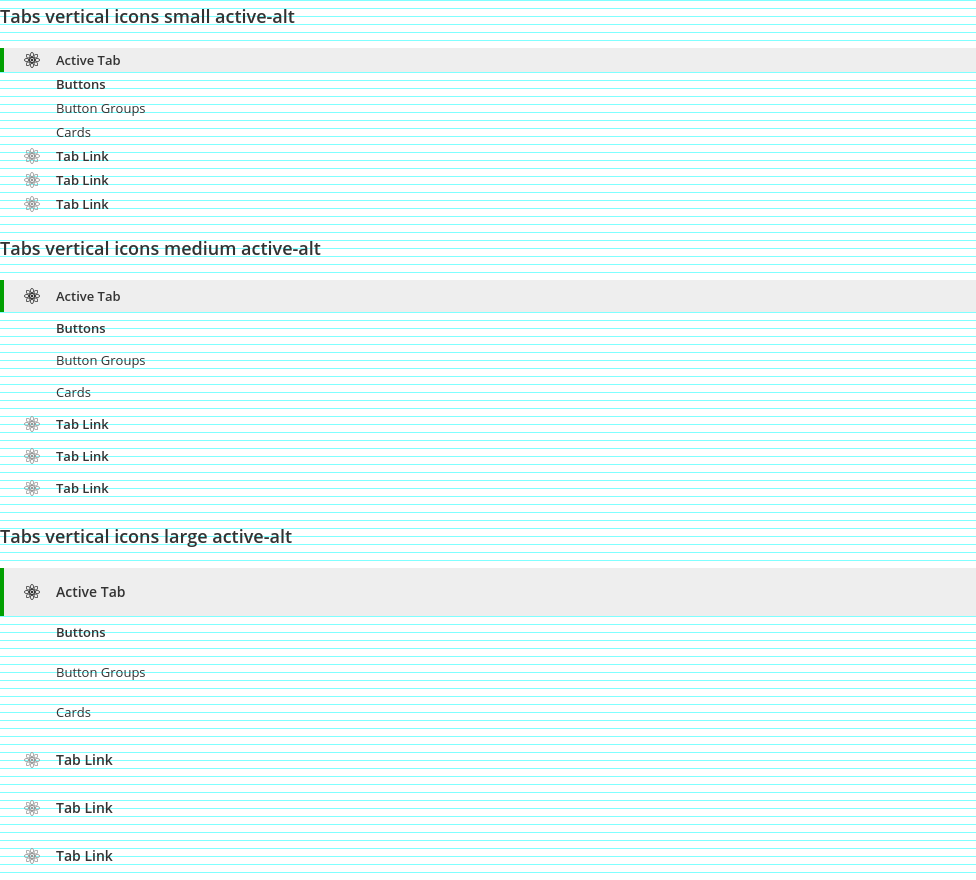 Tabs vertical icons small active-alt
Active Tab
Buttons
Button Groups
Cards
Tab Link
Tab Link
Tab Link
Tabs vertical icons medium active-alt
Active Tab
Buttons
Button Groups
Cards
Tab Link
Tab Link
Tab Link
Tabs vertical icons large active-alt
Active Tab
Buttons
Button Groups
Cards
Tab Link
Tab Link
Tab Link